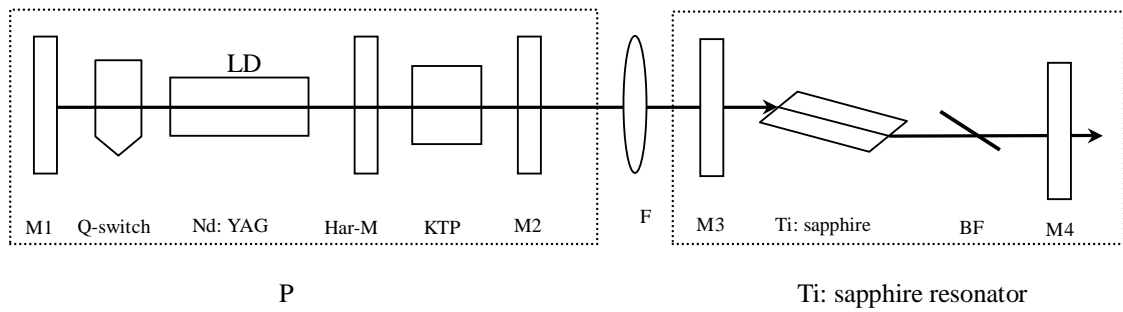 LD
M1
Q-switch
Nd: YAG
Har-M
KTP
M2
F
M3
Ti: sapphire
BF
M4
P
Ti: sapphire resonator